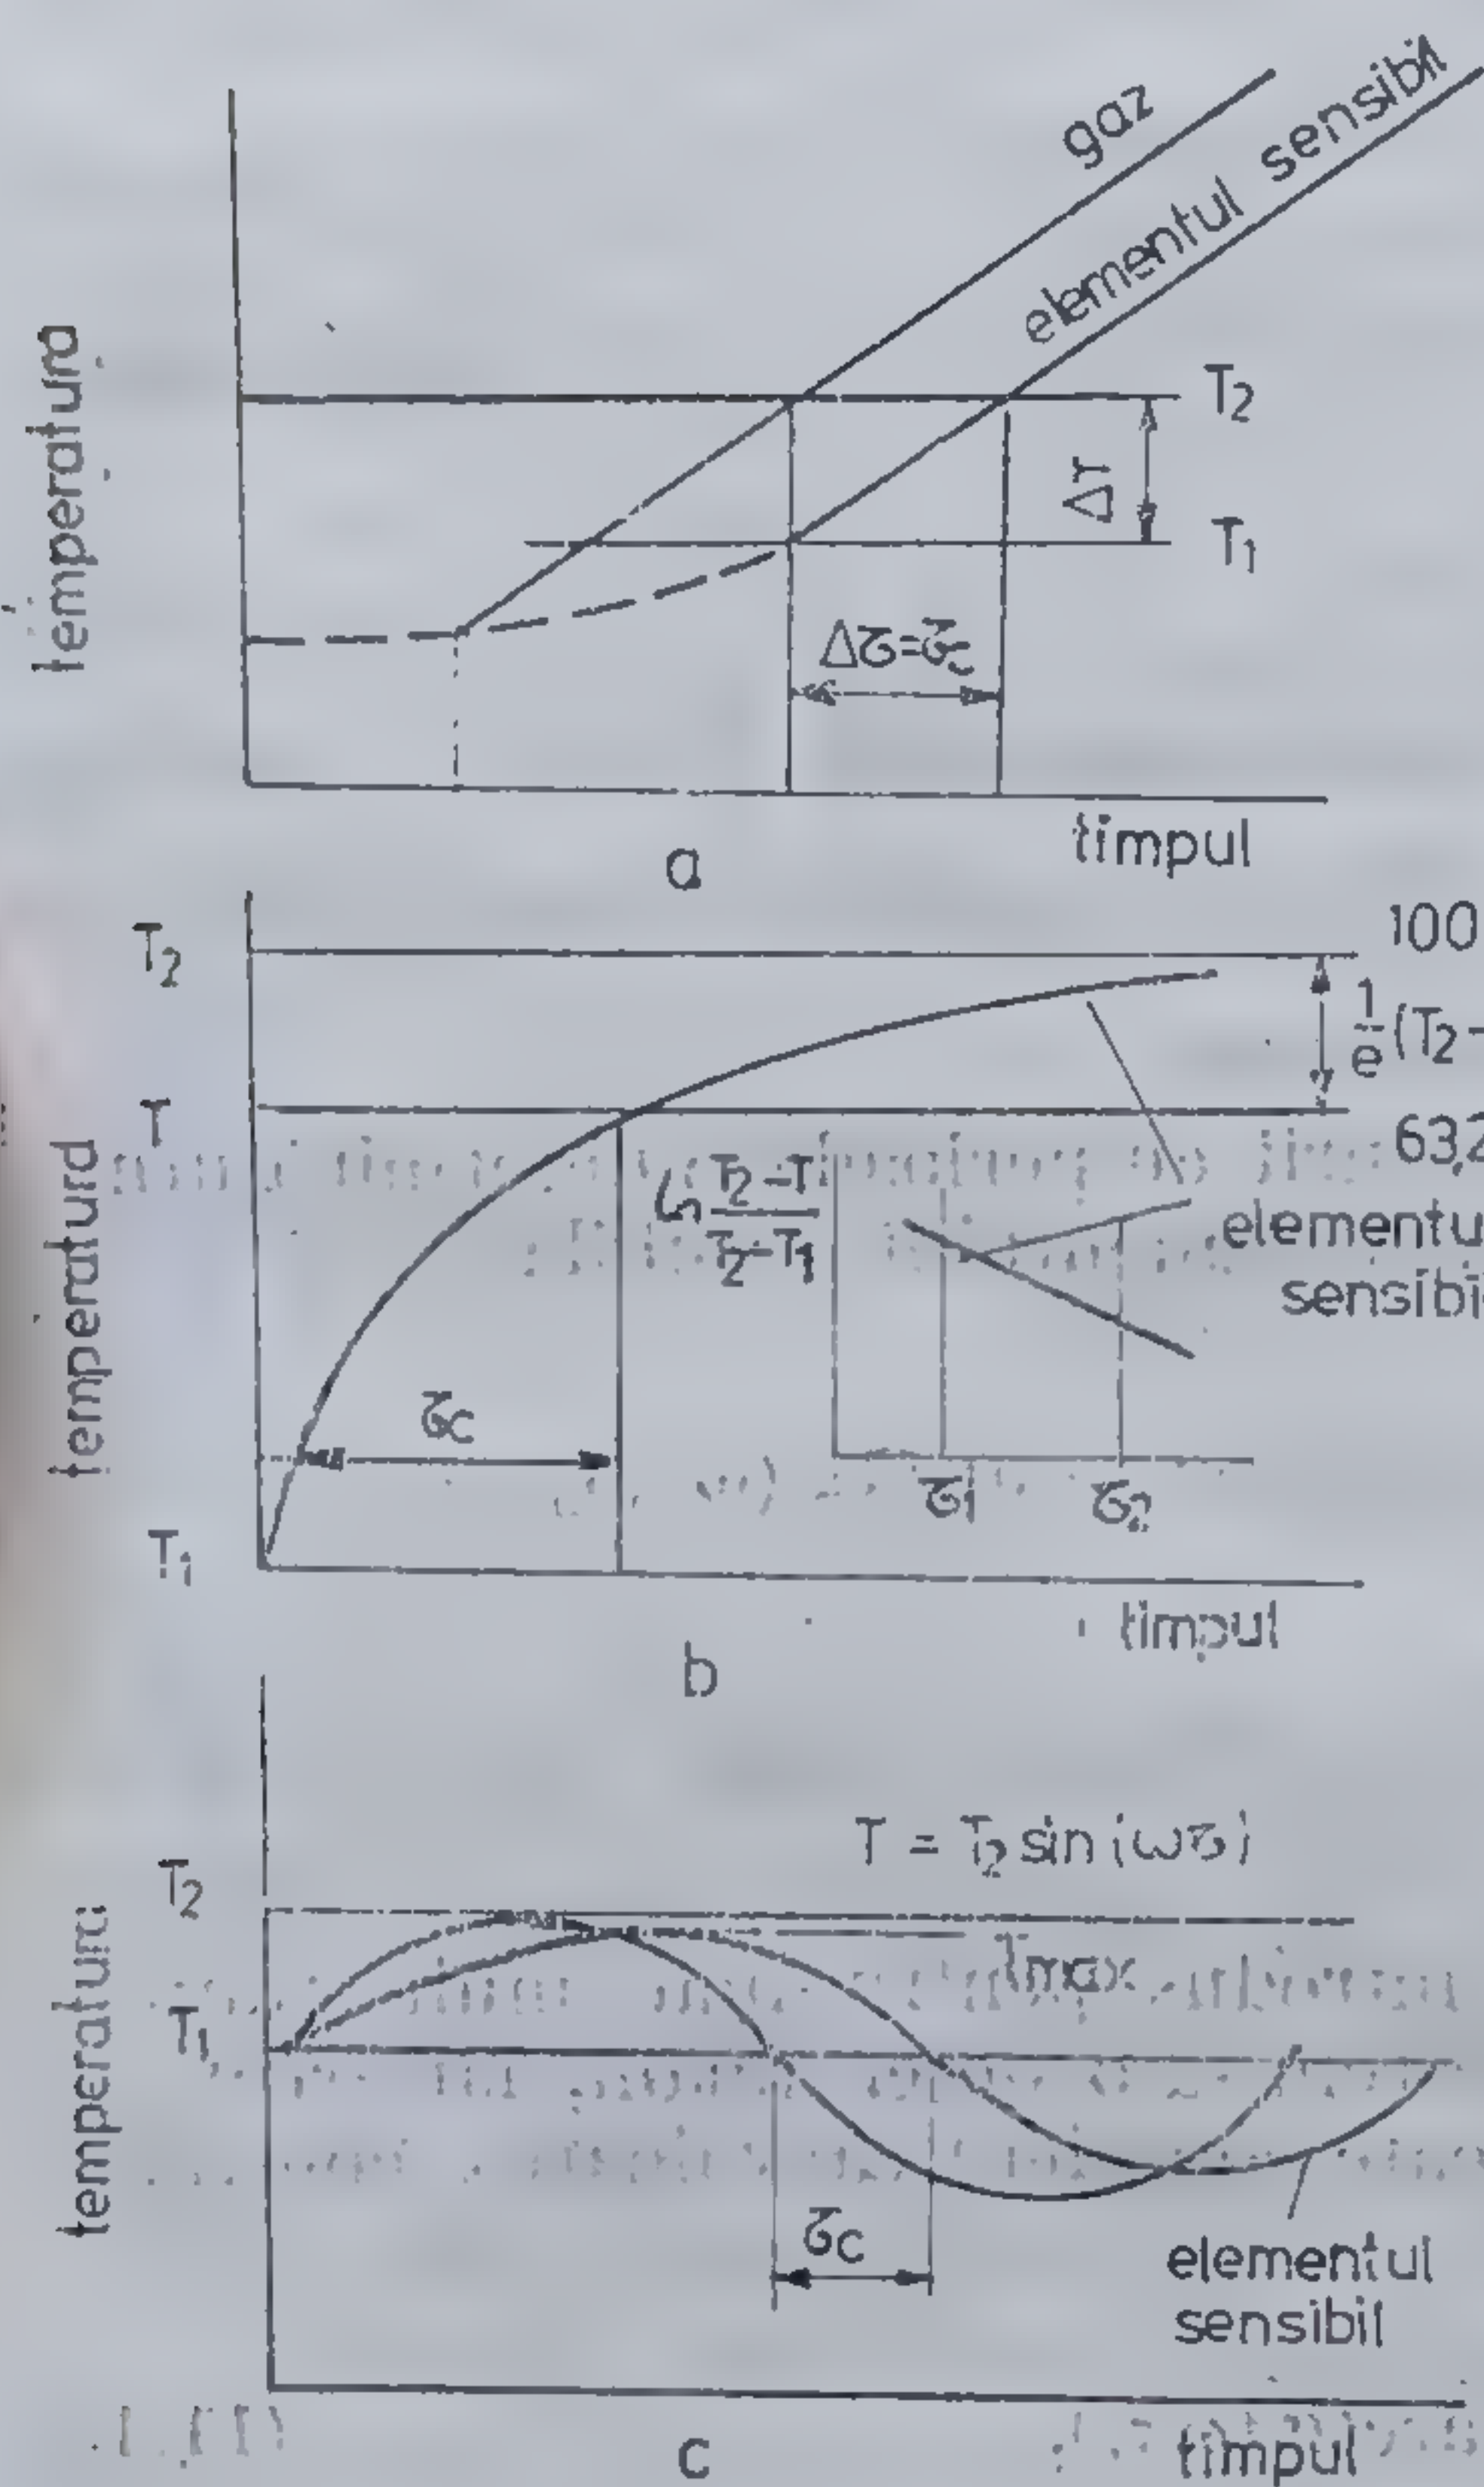 gaz
elementul sensibil
temperatura
T2
ΔT
T1
Δτ=τc
timpul
a
T2
100
1/e (T2-
T
63,2
ln (T2-T)/(T2-T1)
elementu
sensibi
temperatura
τc
τ1
τ2
T1
timpul
b
T = T2 sin(ωτ)
T2
Tmax
temperatura
T1
τc
elementul
sensibil
timpul
c